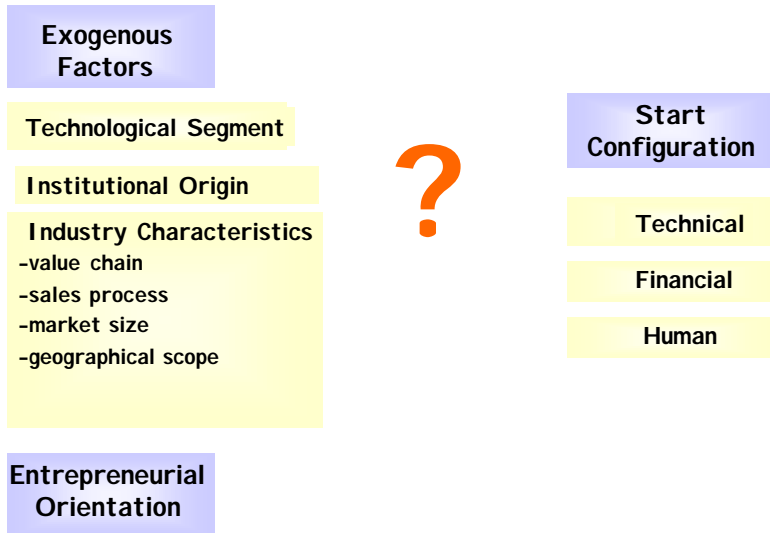 Exogenous
Factors
Technological Segment
Institutional Origin
Industry Characteristics
-value chain
-sales process
-market size
-geographical scope
Entrepreneurial
Orientation
?
Start
Configuration
Technical
Financial
Human